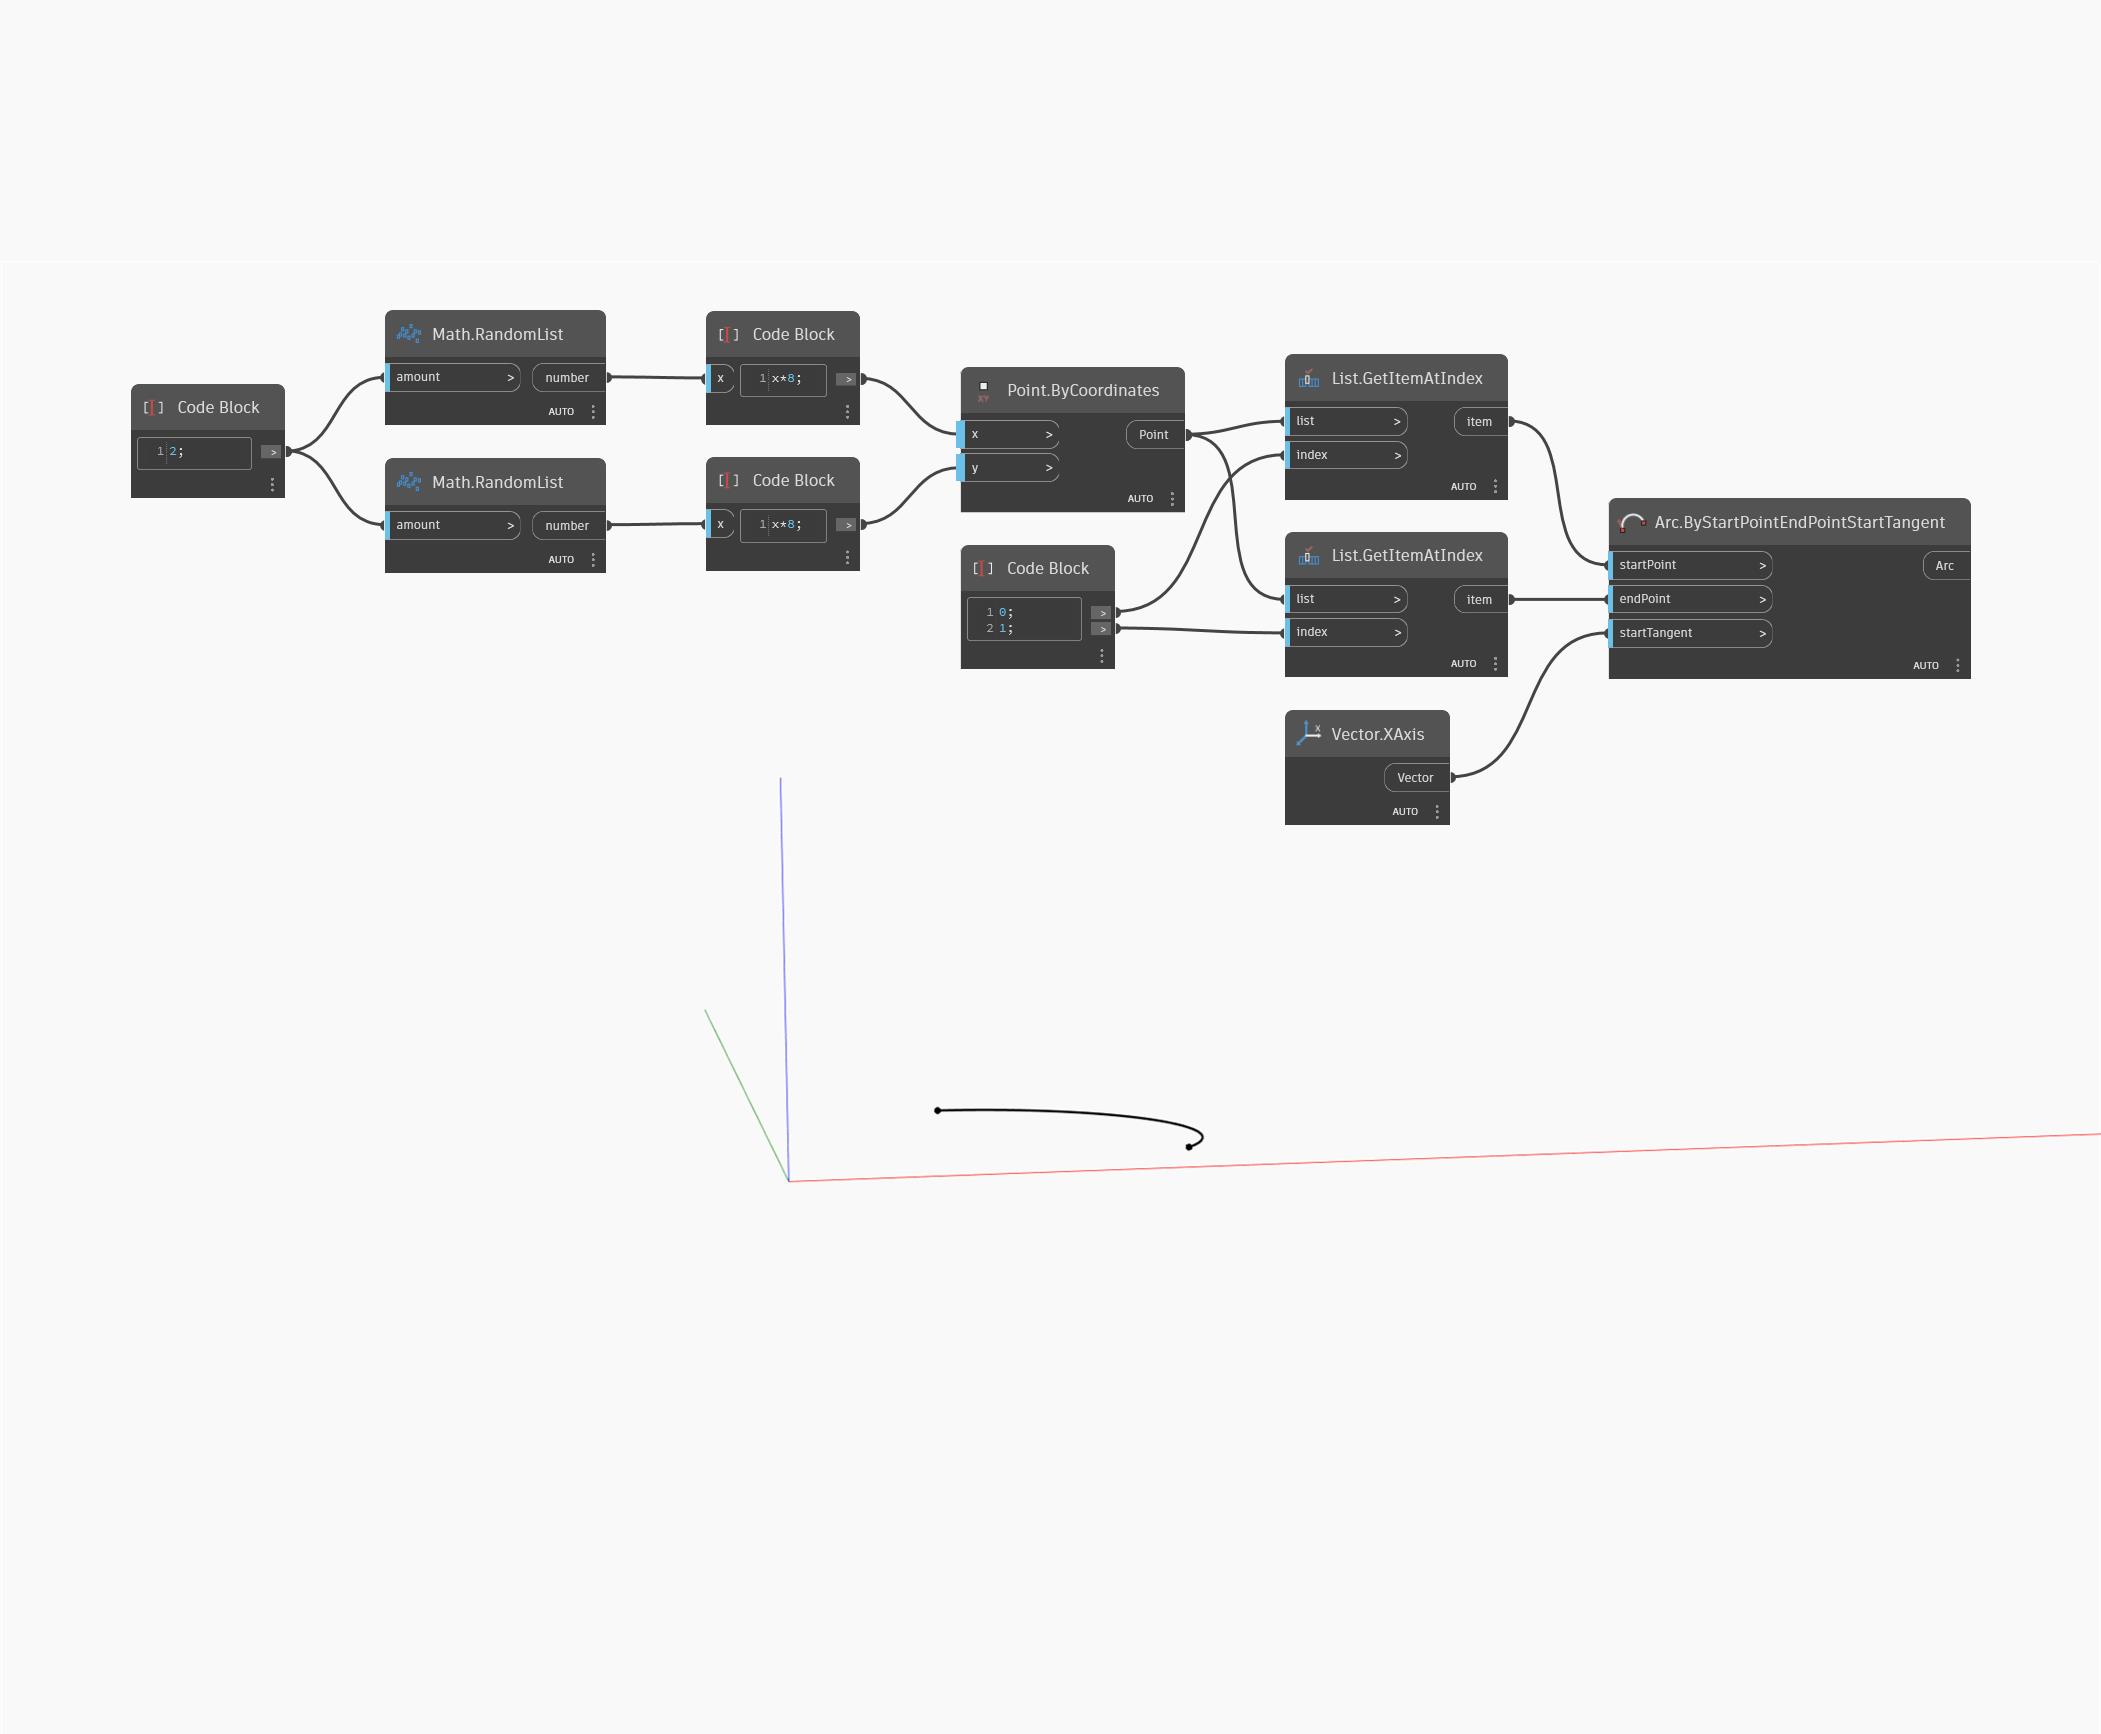 Code Block
1 2;
>
Math.RandomList
amount >
number
AUTO
Math.RandomList
amount >
number
AUTO
Code Block
x
1 x*8;
>
Code Block
x
1 x*8;
>
XY
Point.ByCoordinates
x >
y >
Point
AUTO
Code Block
1 0;
2 1;
>
>
List.GetItemAtIndex
list >
item
index >
AUTO
List.GetItemAtIndex
list >
item
index >
AUTO
X
Vector.XAxis
Vector
AUTO
Arc.ByStartPointEndPointStartTangent
startPoint >
Arc
endPoint >
startTangent >
AUTO